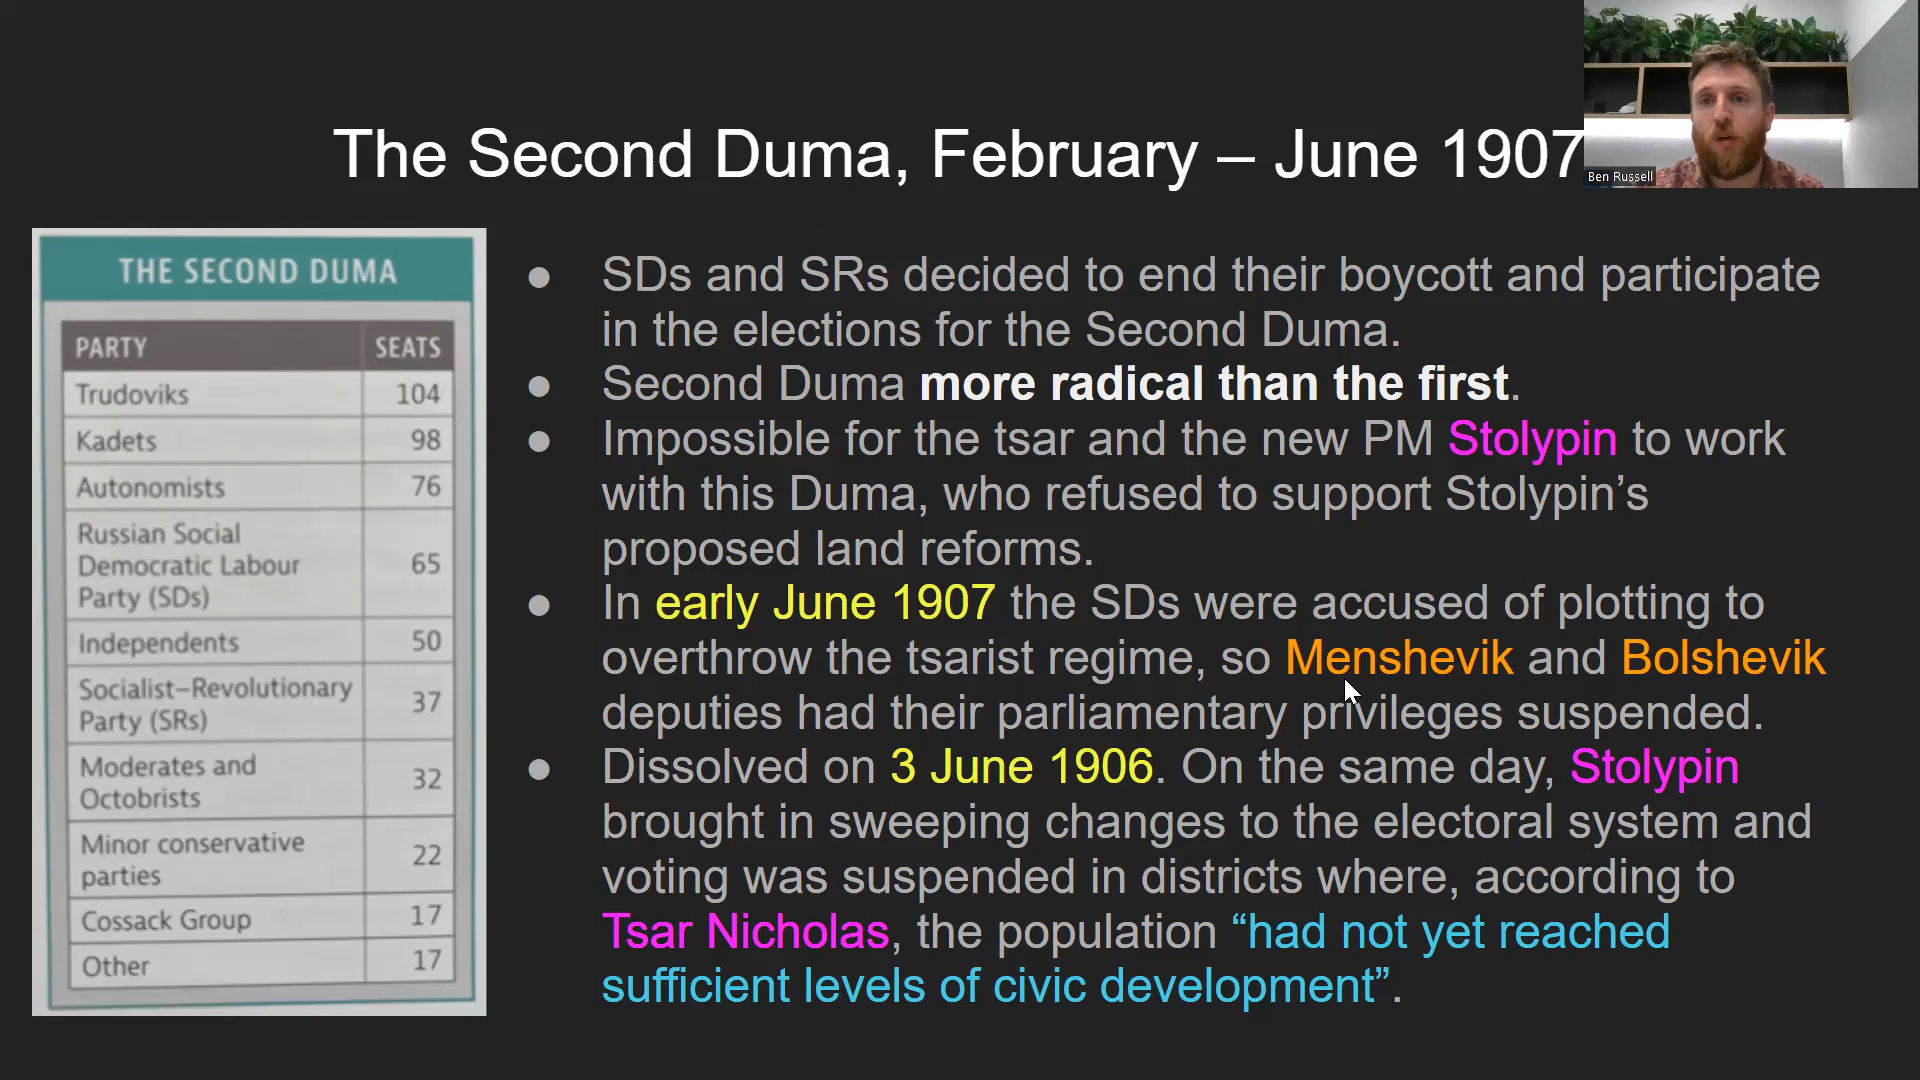 The Second Duma, February – June 1907
Ben Russell
THE SECOND DUMA
PARTY SEATS
Trudoviks 104
Kadets 98
Autonomists 76
Russian Social
Democratic Labour
Party (SDs) 65
Independents 50
Socialist–Revolutionary
Party (SRs) 37
Moderates and
Octobrists 32
Minor conservative
parties 22
Cossack Group 17
Other 17
● SDs and SRs decided to end their boycott and participate
in the elections for the Second Duma.
● Second Duma more radical than the first.
● Impossible for the tsar and the new PM Stolypin to work
with this Duma, who refused to support Stolypin’s
proposed land reforms.
● In early June 1907 the SDs were accused of plotting to
overthrow the tsarist regime, so Menshevik and Bolshevik
deputies had their parliamentary privileges suspended.
● Dissolved on 3 June 1906. On the same day, Stolypin
brought in sweeping changes to the electoral system and
voting was suspended in districts where, according to
Tsar Nicholas, the population “had not yet reached
sufficient levels of civic development”.